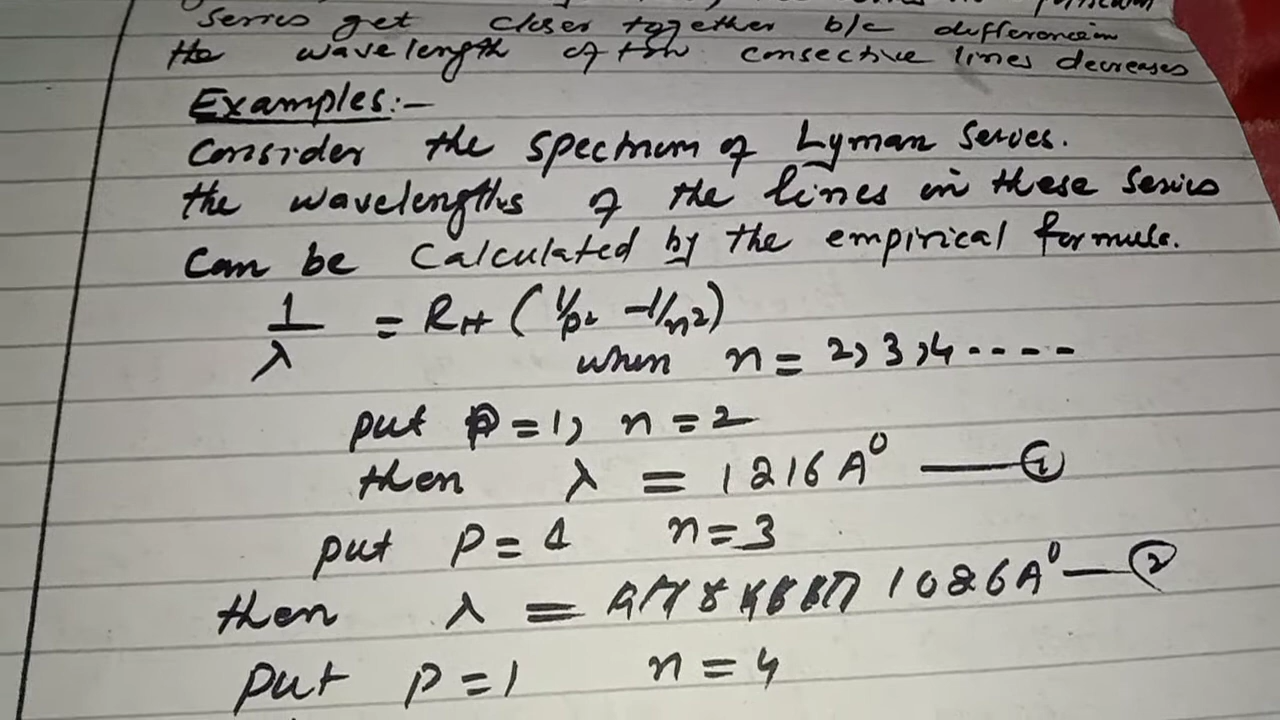 Series get closer together b/c difference in
the wavelength of two consective lines decreases
Examples:-
Consider the spectrum of Lyman Series.
the wavelengths of the lines in these series
Can be Calculated by the empirical formula.
1/λ = RH (1/p2 - 1/n2)
when n = 2, 3, 4 ----
put P = 1, n = 2
then λ = 1216 A° — 1
put P = 1 n = 3
then λ = 1026 A° — 2
Put P = 1 n = 4